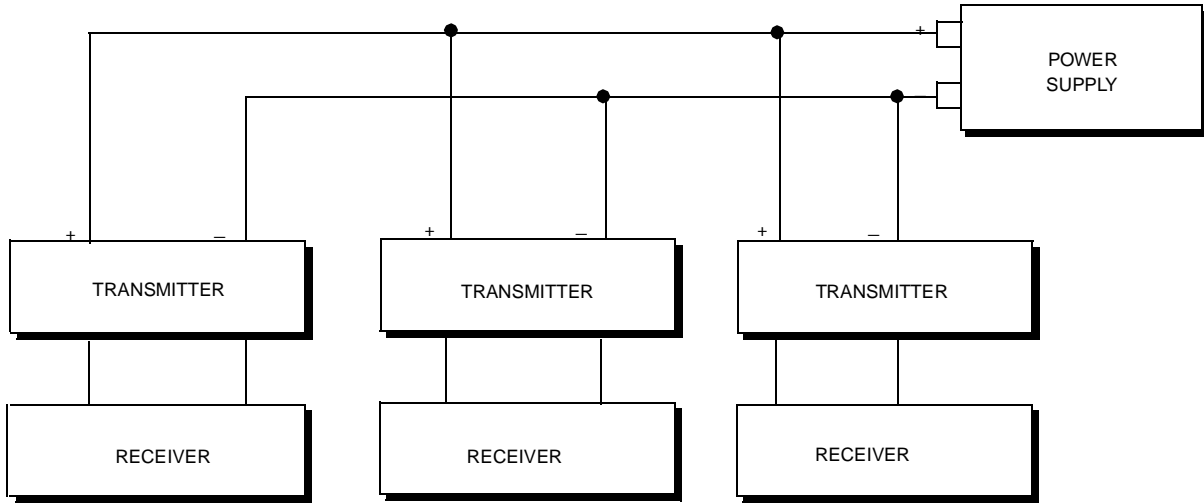 +
POWER
SUPPLY
–
+ –
+ –
+ –
TRANSMITTER
TRANSMITTER
TRANSMITTER
RECEIVER
RECEIVER
RECEIVER